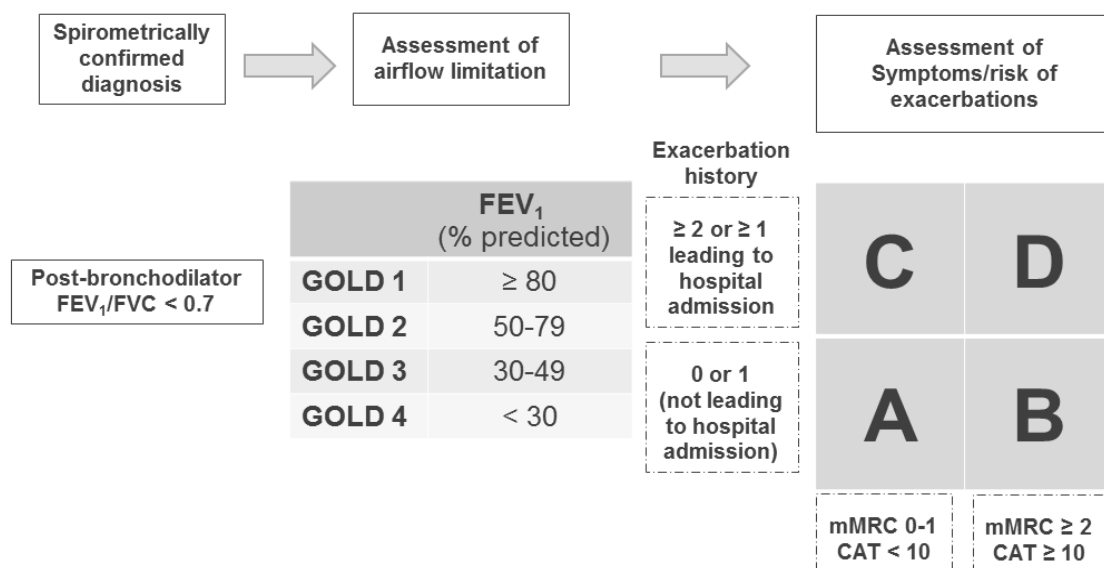 Spirometrically
confirmed
diagnosis
Assessment of
airflow limitation
Assessment of
Symptoms/risk of
exacerbations
Post-bronchodilator
FEV₁/FVC < 0.7
FEV₁
(% predicted)
GOLD 1 ≥ 80
GOLD 2 50-79
GOLD 3 30-49
GOLD 4 < 30
Exacerbation
history
≥ 2 or ≥ 1
leading to
hospital
admission
0 or 1
(not leading
to hospital
admission)
C D
A B
mMRC 0-1
CAT < 10
mMRC ≥ 2
CAT ≥ 10